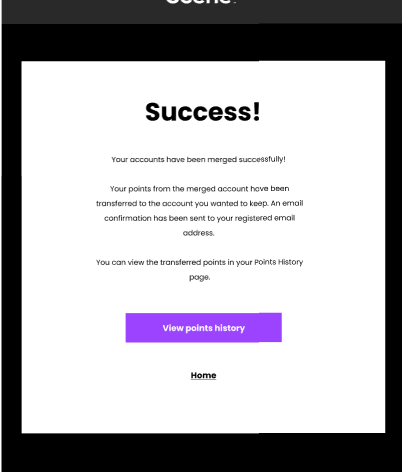 Success!
Your accounts have been merged successfully!
Your points from the merged account have been
transferred to the account you wanted to keep. An email
confirmation has been sent to your registered email
address.
You can view the transferred points in your Points History
page.
View points history
Home